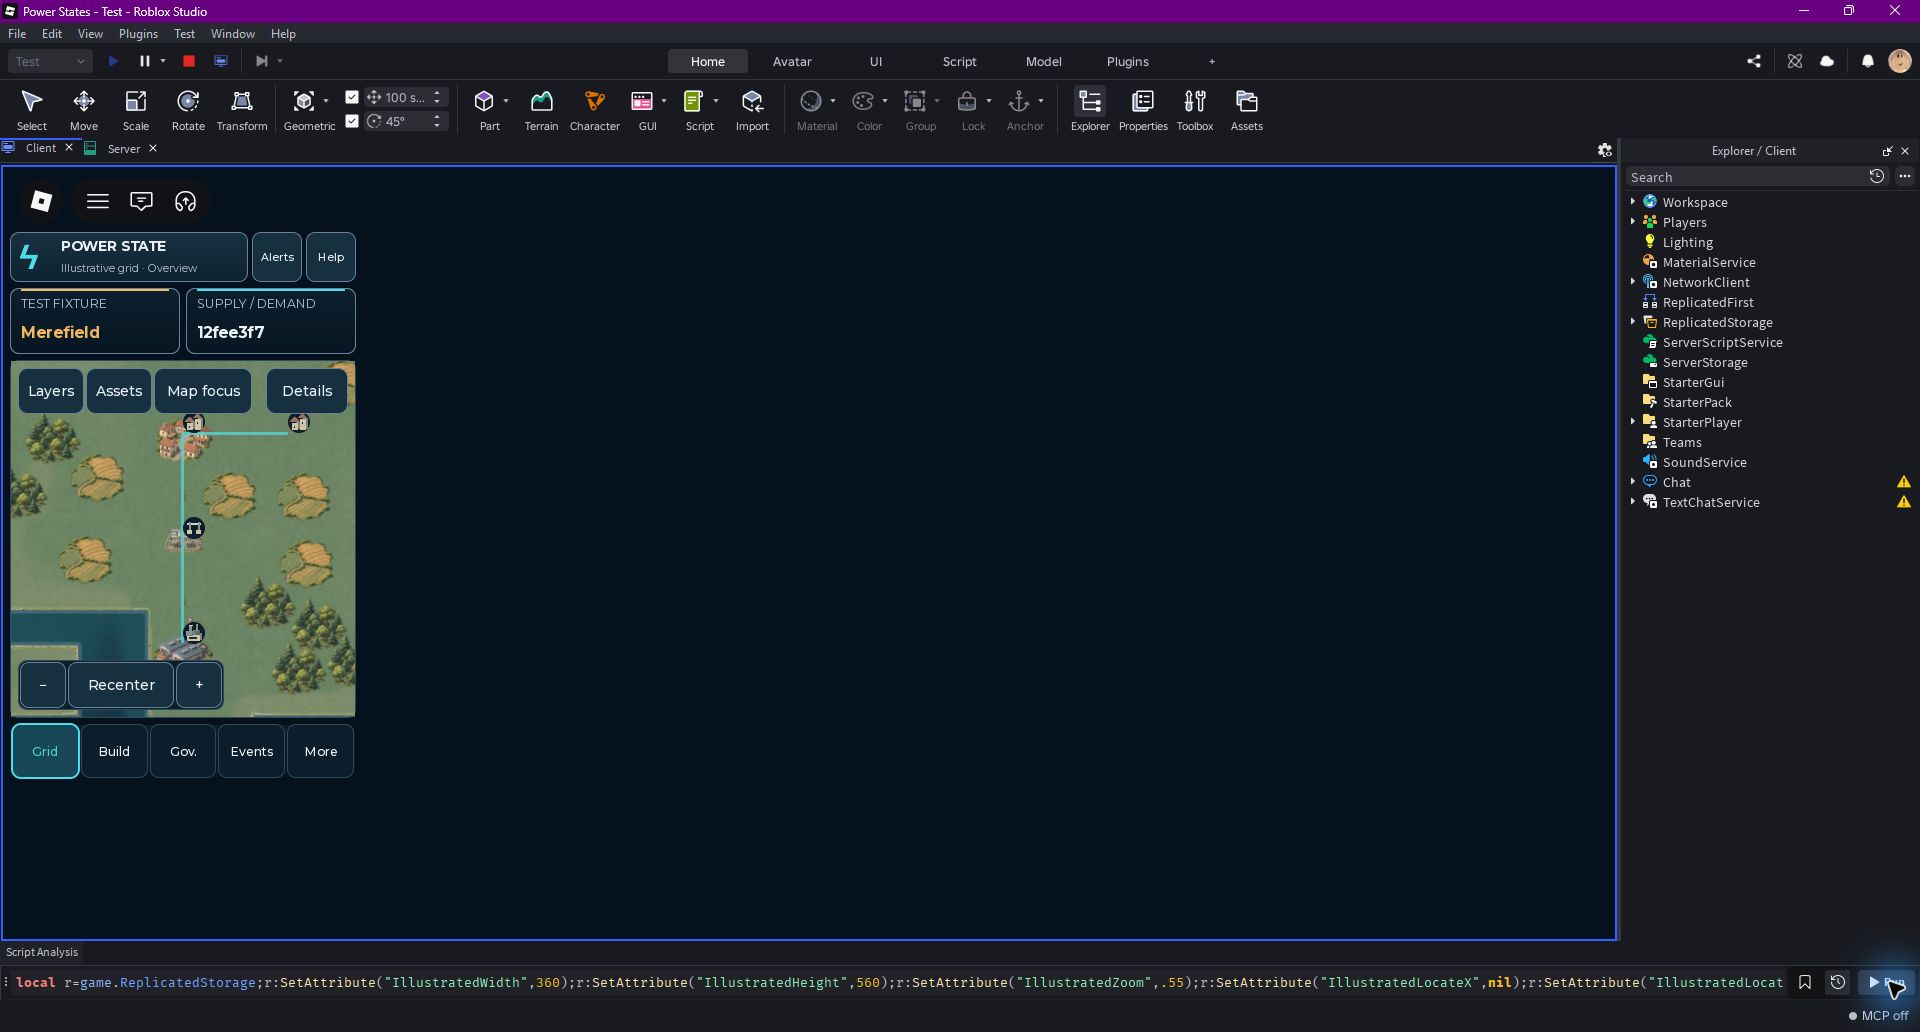 Power States - Test - Roblox Studio
File Edit View Plugins Test Window Help
Test
Home Avatar UI Script Model Plugins +
100 s...
45°
Select Move Scale Rotate Transform Geometric Part Terrain Character GUI Script Import Material Color Group Lock Anchor Explorer Properties Toolbox Assets
Client Server
Explorer / Client
Search
Workspace
Players
Lighting
MaterialService
NetworkClient
ReplicatedFirst
ReplicatedStorage
ServerScriptService
ServerStorage
StarterGui
StarterPack
StarterPlayer
Teams
SoundService
Chat
TextChatService
POWER STATE
Illustrative grid · Overview
Alerts Help
TEST FIXTURE
Merefield
SUPPLY / DEMAND
12fee3f7
Layers Assets Map focus Details
– Recenter +
Grid Build Gov. Events More
Script Analysis
local r=game.ReplicatedStorage;r:SetAttribute("IllustratedWidth",360);r:SetAttribute("IllustratedHeight",560);r:SetAttribute("IllustratedZoom",.55);r:SetAttribute("IllustratedLocateX",nil);r:SetAttribute("IllustratedLocat
MCP off